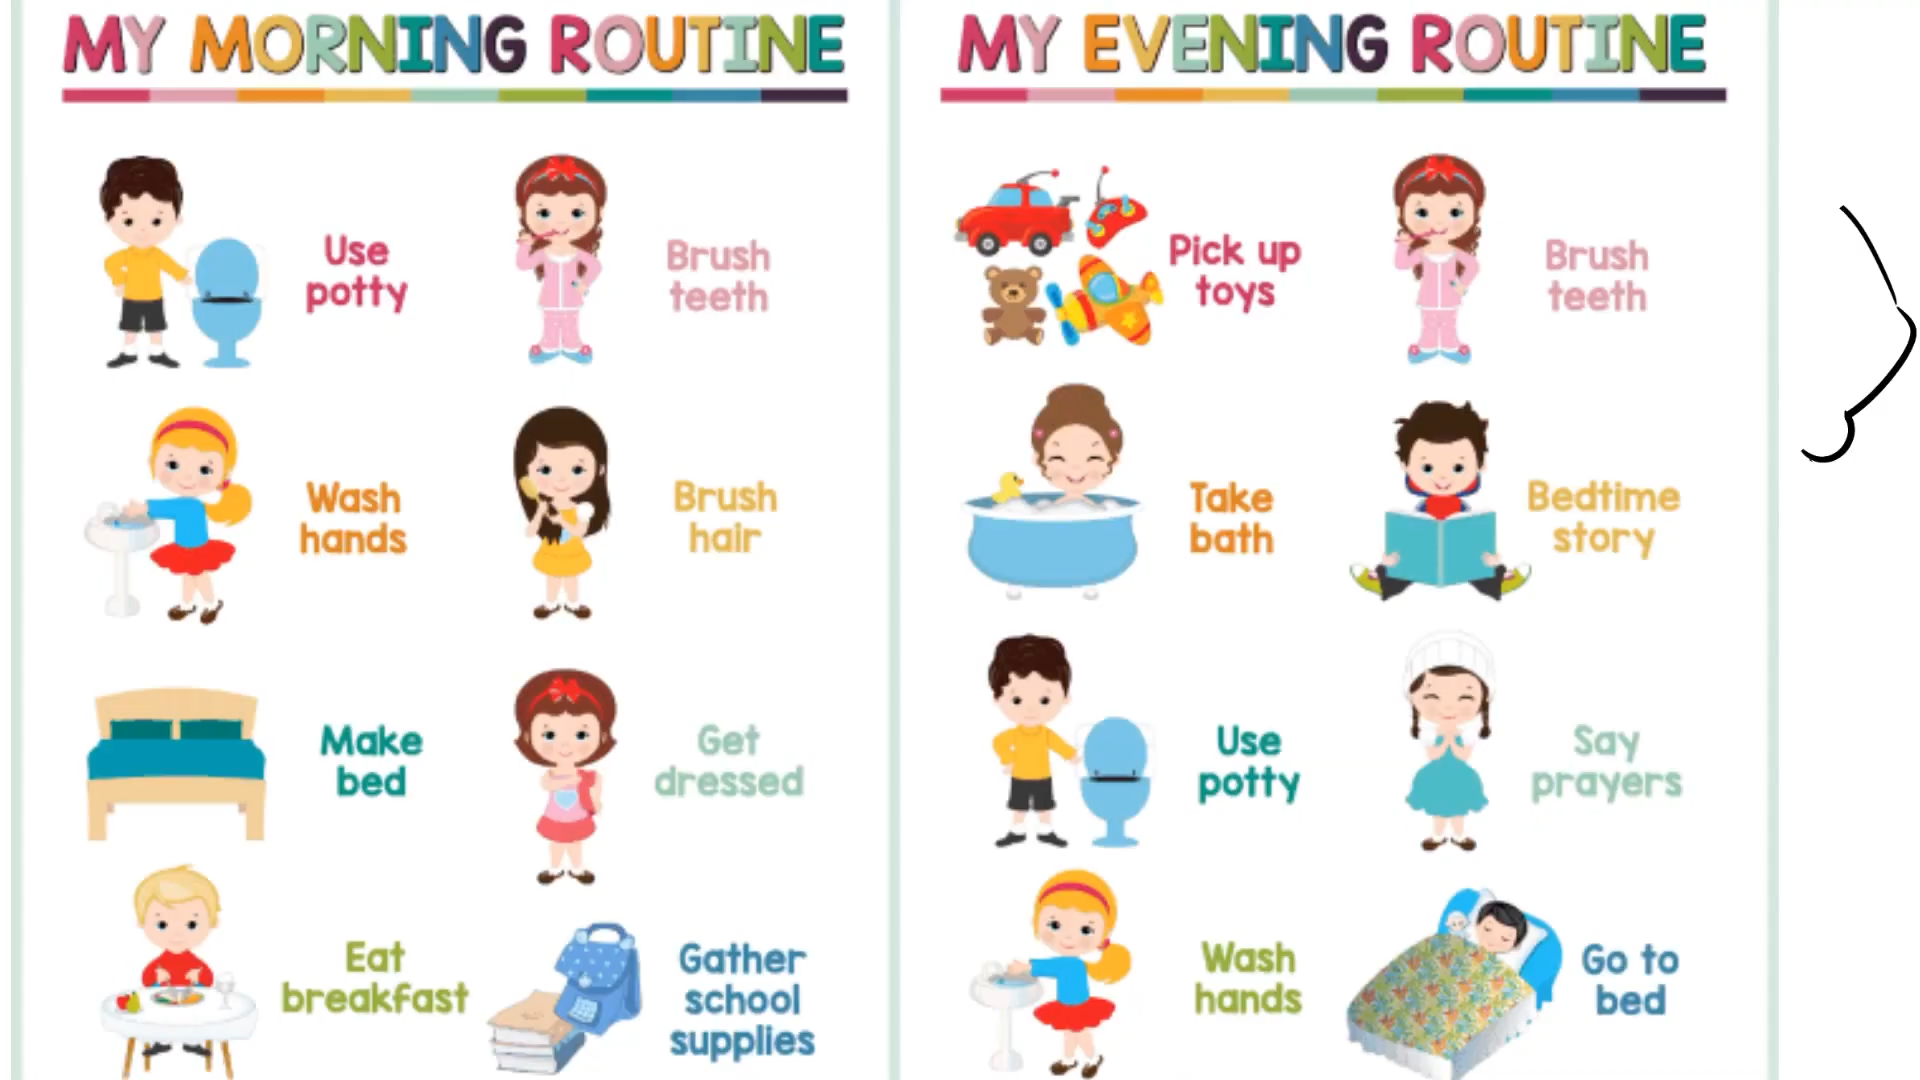 MY MORNING ROUTINE
Use
potty
Brush
teeth
Wash
hands
Brush
hair
Make
bed
Get
dressed
Eat
breakfast
Gather
school
supplies
MY EVENING ROUTINE
Pick up
toys
Brush
teeth
Take
bath
Bedtime
story
Use
potty
Say
prayers
Wash
hands
Go to
bed